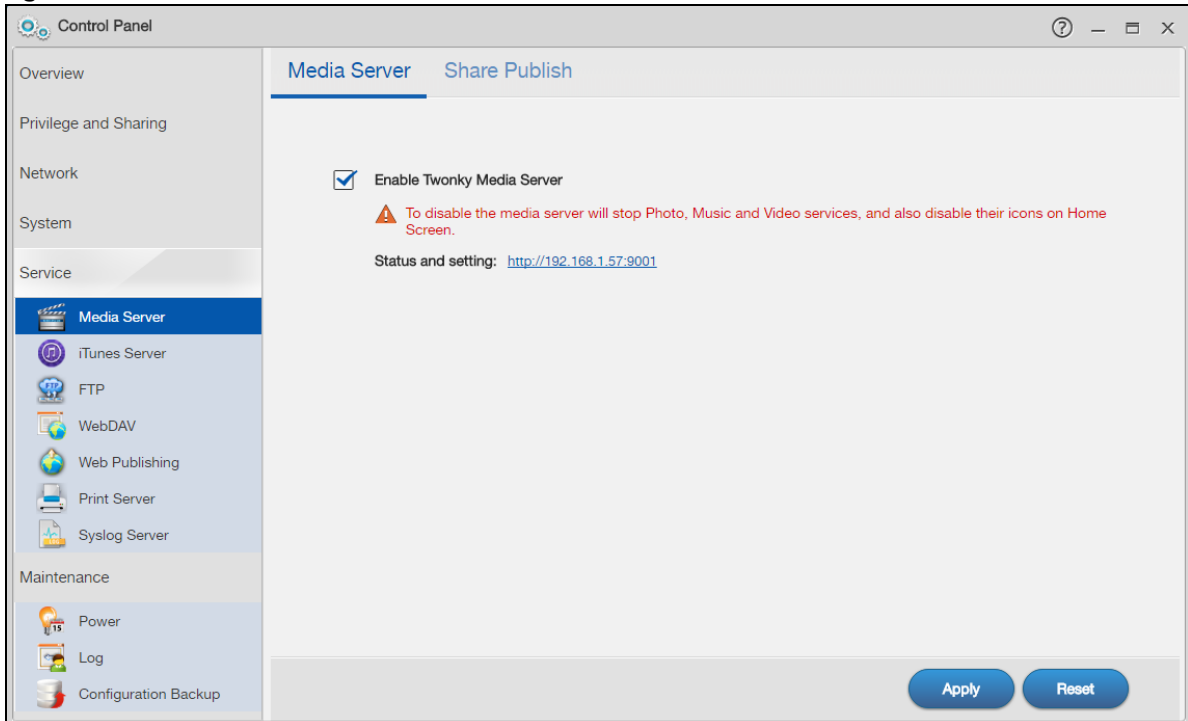 Control Panel
Overview
Privilege and Sharing
Network
System
Service
Media Server
iTunes Server
FTP
WebDAV
Web Publishing
Print Server
Syslog Server
Maintenance
Power
Log
Configuration Backup
Media Server Share Publish
Enable Twonky Media Server
To disable the media server will stop Photo, Music and Video services, and also disable their icons on Home
Screen.
Status and setting: http://192.168.1.57:9001
Apply Reset